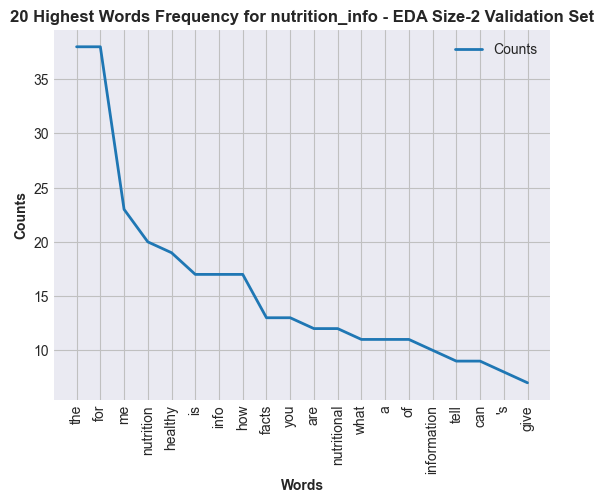 20 Highest Words Frequency for nutrition_info - EDA Size-2 Validation Set
Counts
Counts
35
30
25
20
15
10
the
for
me
nutrition
healthy
is
info
how
facts
you
are
nutritional
what
a
of
information
tell
can
's
give
Words